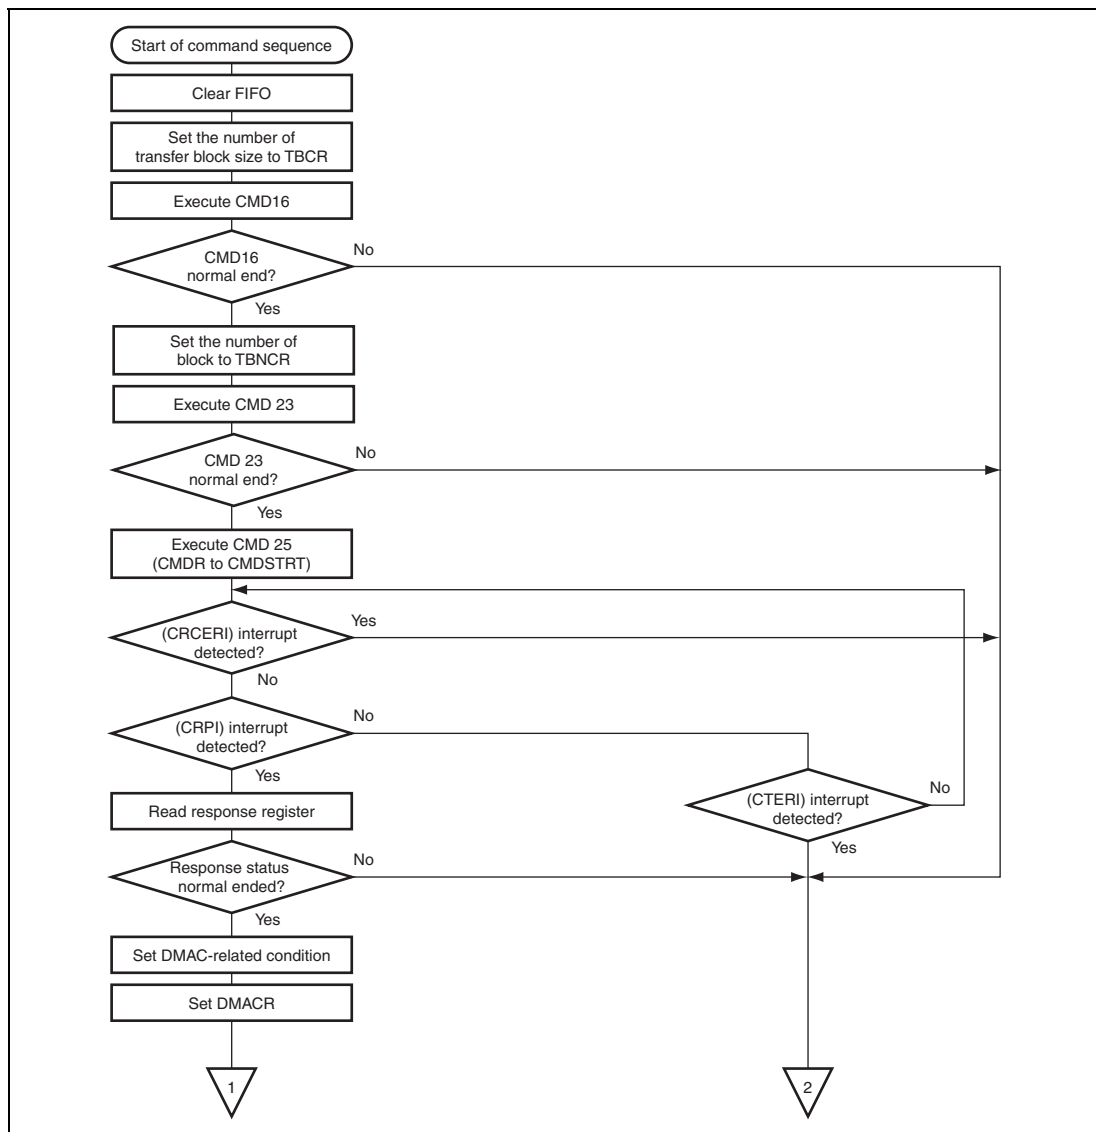 Start of command sequence
Clear FIFO
Set the number of
transfer block size to TBCR
Execute CMD16
CMD16
normal end?
No
Yes
Set the number of
block to TBNCR
Execute CMD 23
CMD 23
normal end?
No
Yes
Execute CMD 25
(CMDR to CMDSTRT)
(CRCERI) interrupt
detected?
Yes
No
(CRPI) interrupt
detected?
No
Yes
(CTERI) interrupt
detected?
No
Yes
Read response register
Response status
normal ended?
No
Yes
Set DMAC-related condition
Set DMACR
1
2